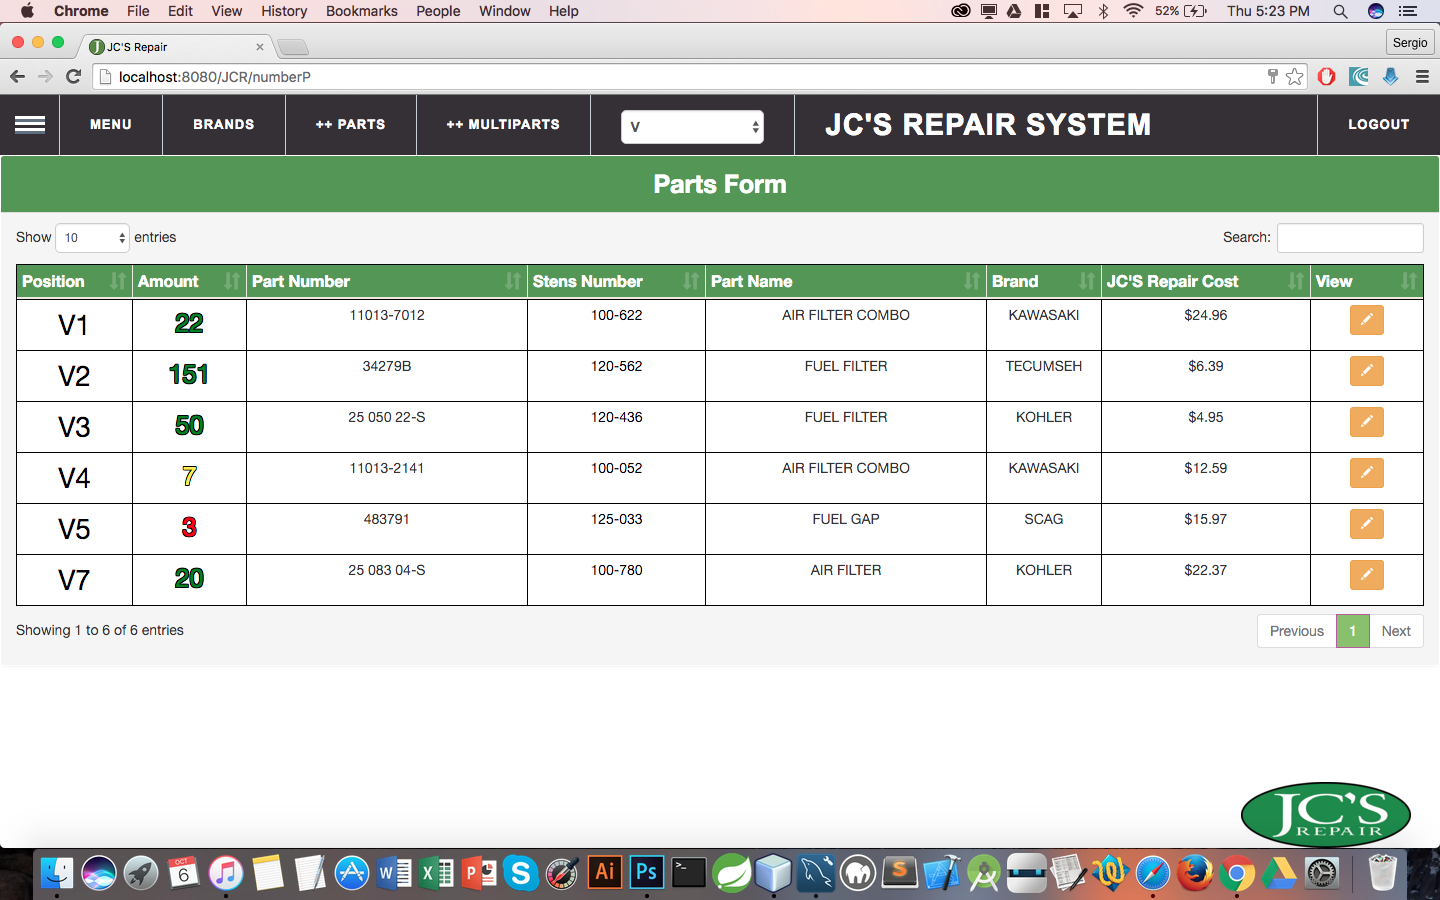 Chrome File Edit View History Bookmarks People Window Help 52% Thu 5:23 PM
JC'S Repair Sergio
localhost:8080/JCR/numberP
MENU BRANDS ++ PARTS ++ MULTIPARTS V JC'S REPAIR SYSTEM LOGOUT
Parts Form
Show 10 entries Search:
Position Amount Part Number Stens Number Part Name Brand JC'S Repair Cost View
V1 22 11013-7012 100-622 AIR FILTER COMBO KAWASAKI $24.96
V2 151 34279B 120-562 FUEL FILTER TECUMSEH $6.39
V3 50 25 050 22-S 120-436 FUEL FILTER KOHLER $4.95
V4 7 11013-2141 100-052 AIR FILTER COMBO KAWASAKI $12.59
V5 3 483791 125-033 FUEL GAP SCAG $15.97
V7 20 25 083 04-S 100-780 AIR FILTER KOHLER $22.37
Showing 1 to 6 of 6 entries Previous 1 Next
JC'S
REPAIR
OCT
6 W X P S Ai Ps >_ S